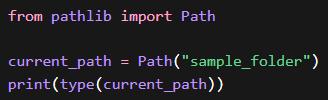 from pathlib import Path
current_path = Path("sample_folder")
print(type(current_path))